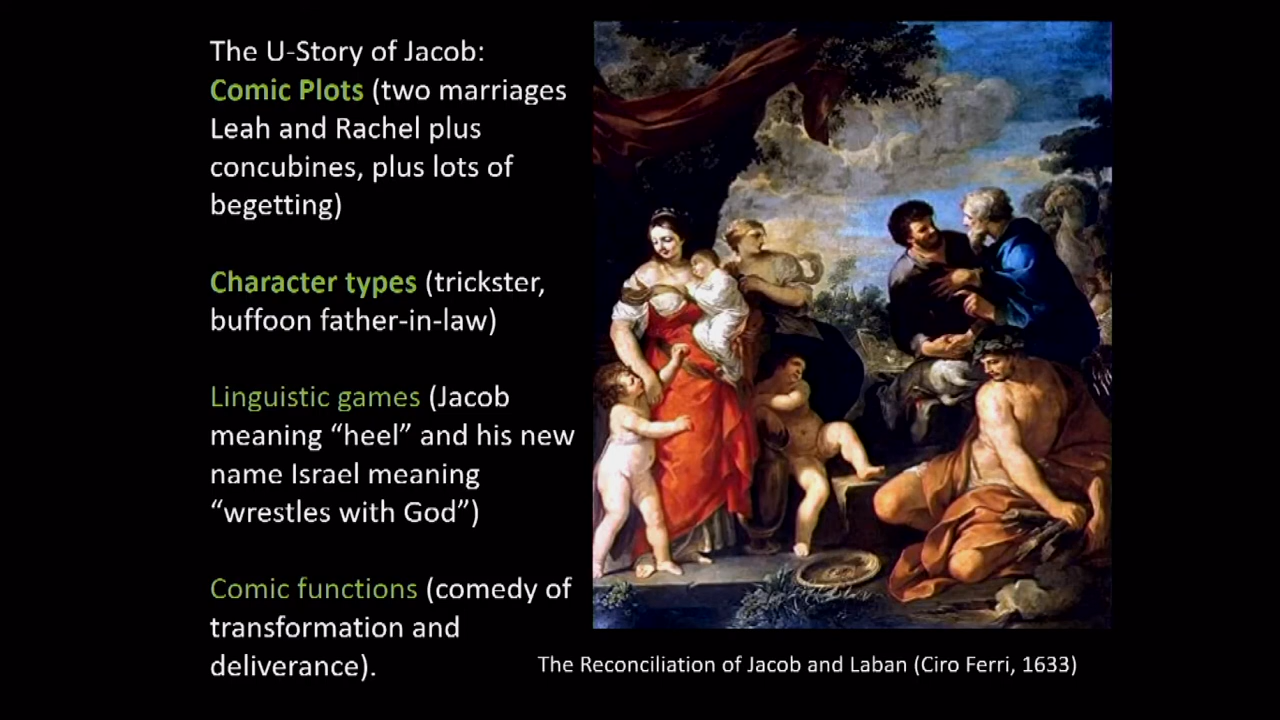 The U-Story of Jacob:
Comic Plots (two marriages
Leah and Rachel plus
concubines, plus lots of
begetting)
Character types (trickster,
buffoon father-in-law)
Linguistic games (Jacob
meaning “heel” and his new
name Israel meaning
“wrestles with God”)
Comic functions (comedy of
transformation and
deliverance).
The Reconciliation of Jacob and Laban (Ciro Ferri, 1633)